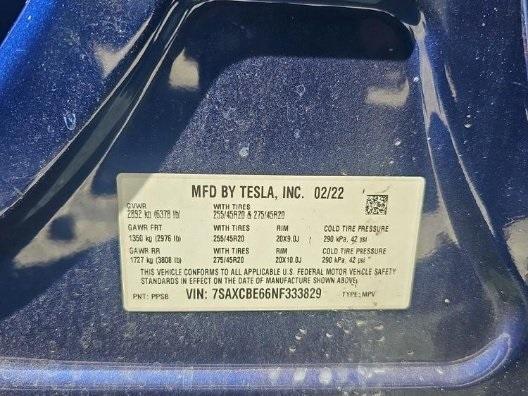 MFD BY TESLA, INC. 02/22
GVWR WITH TIRES
2892 kg (6378 lb) 255/45R20 & 275/45R20
GAWR FRT WITH TIRES RIM COLD TIRE PRESSURE
1350 kg (2976 lb) 255/45R20 20X9.0J 290 kPa, 42 psi
GAWR RR WITH TIRES RIM COLD TIRE PRESSURE
1727 kg (3808 lb) 275/45R20 20X10.0J 290 kPa, 42 psi
THIS VEHICLE CONFORMS TO ALL APPLICABLE U.S. FEDERAL MOTOR VEHICLE SAFETY
STANDARDS IN EFFECT ON THE DATE OF MANUFACTURE SHOWN ABOVE.
PNT: PPSB VIN: 7SAXCBE66NF333829 TYPE: MPV